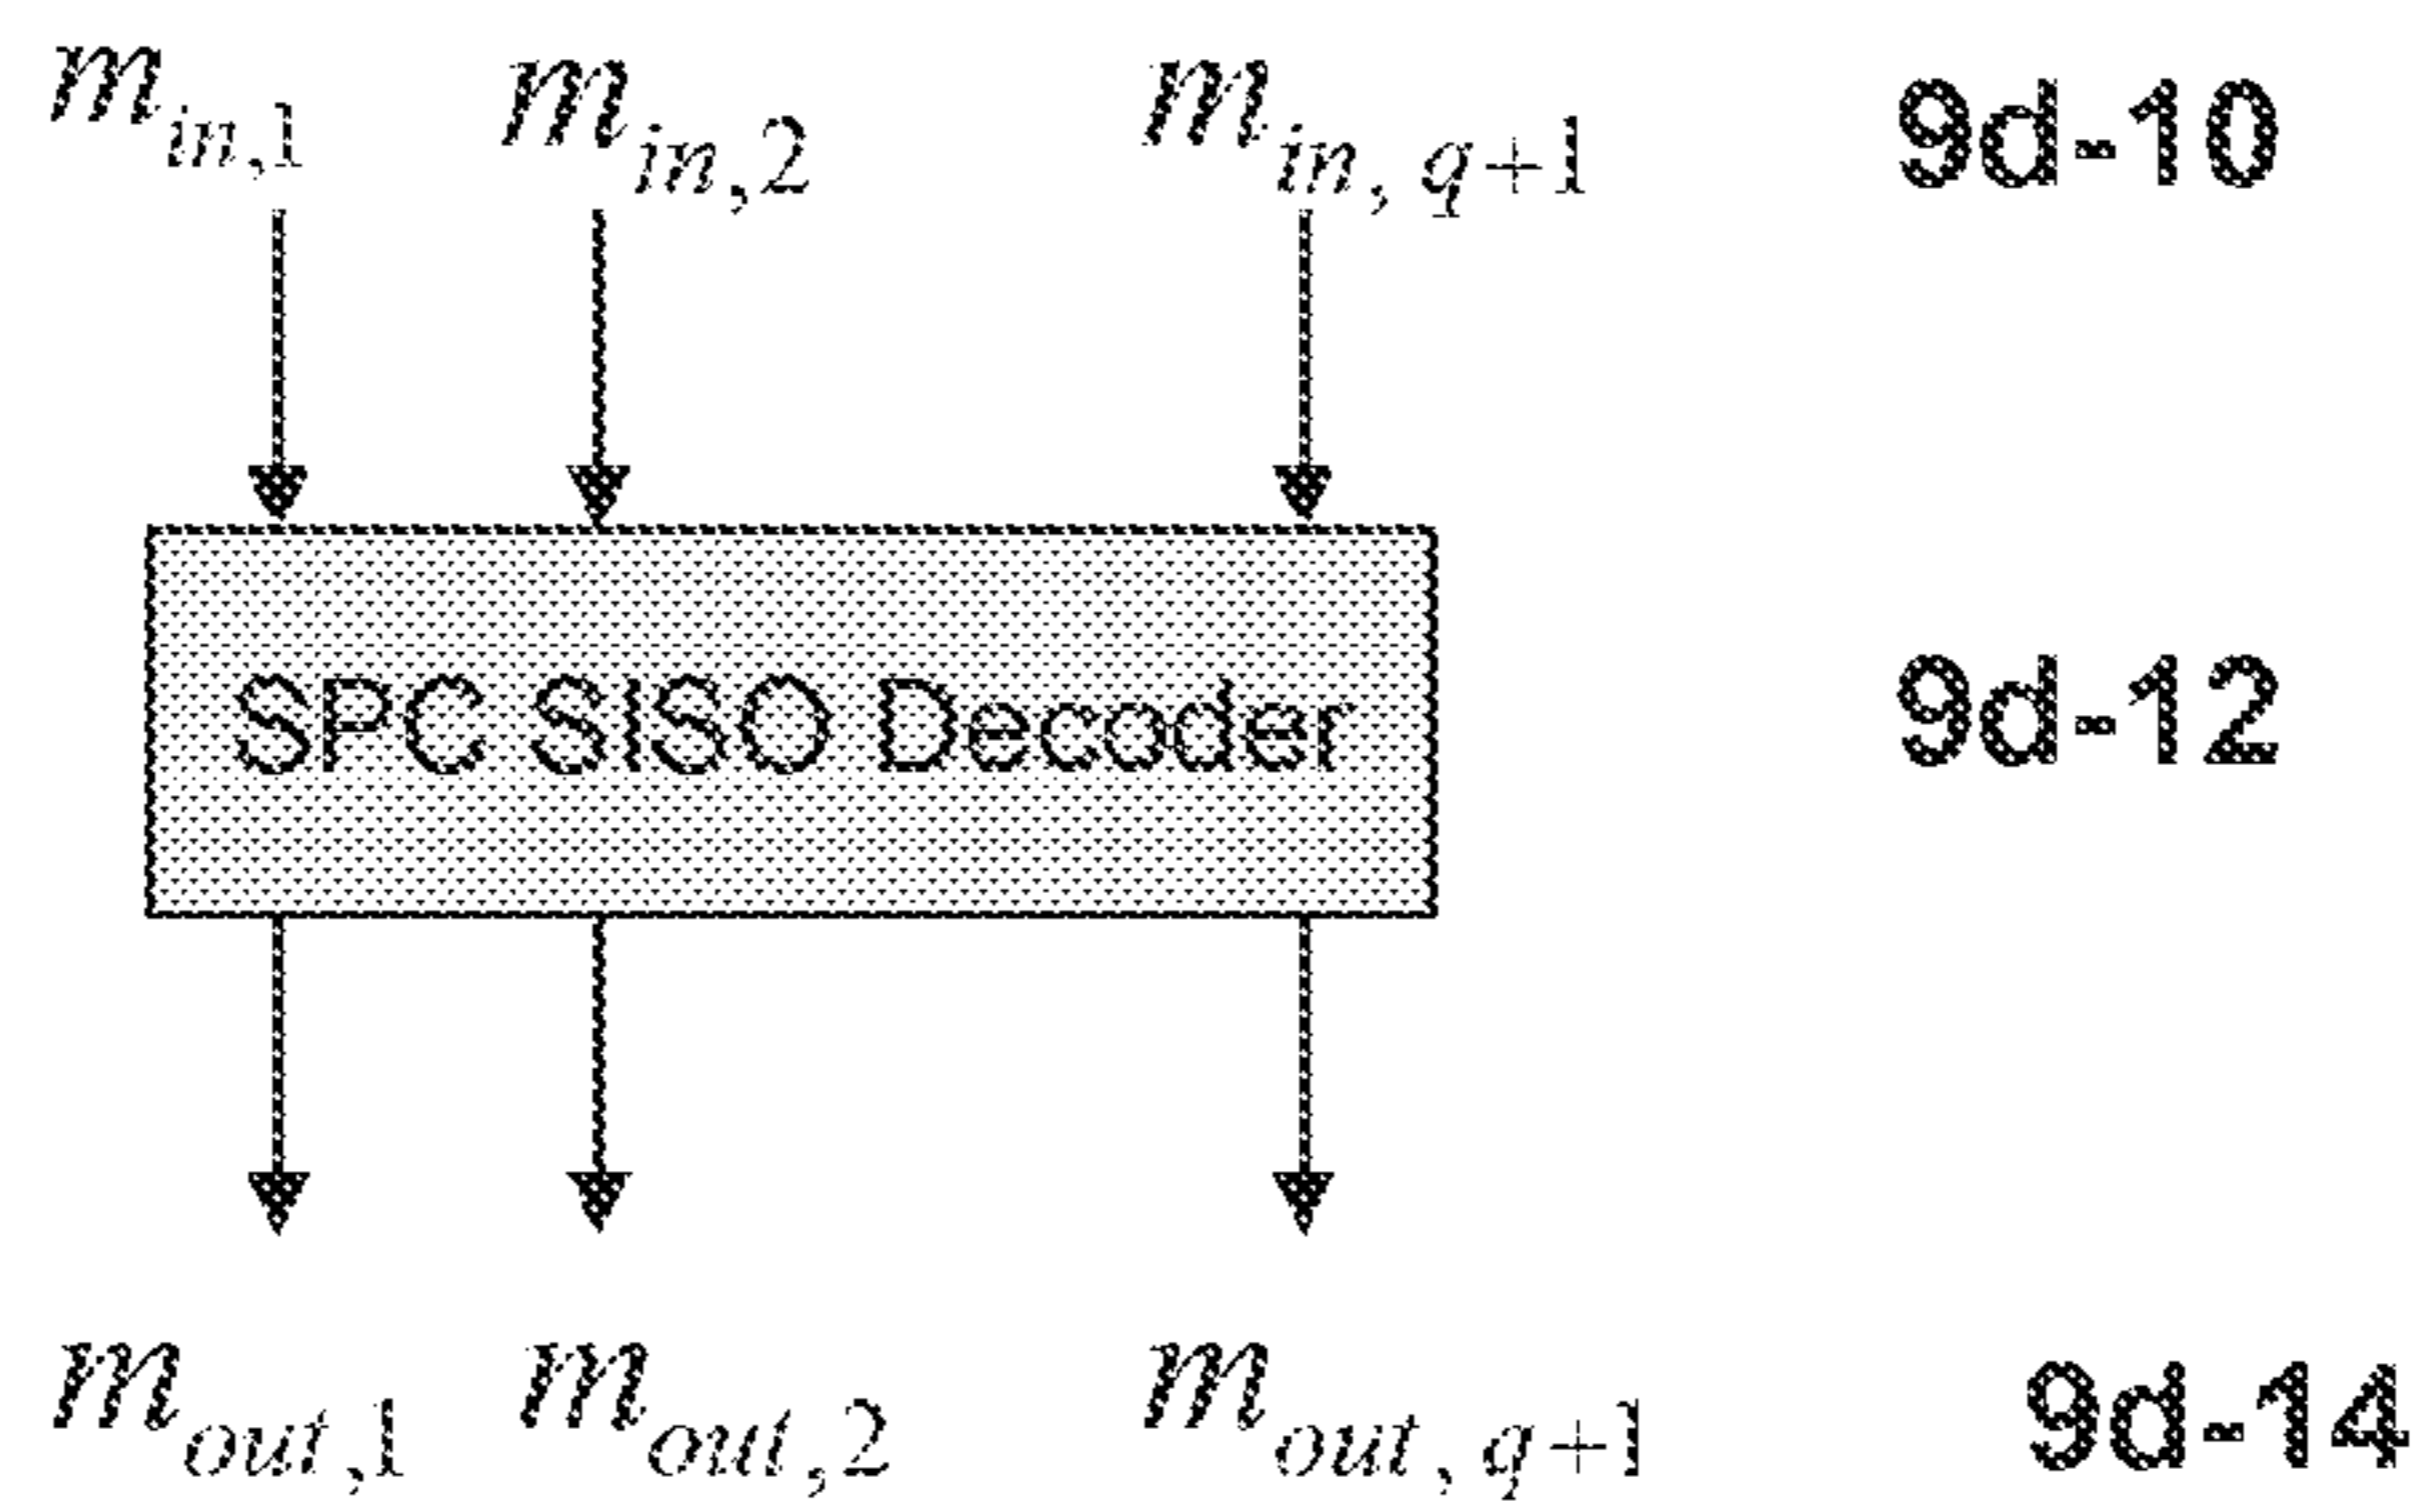 m_in,1 m_in,2 m_in, q+1 9d-10
SPC SISO Decoder 9d-12
m_out,1 m_out,2 m_out, q+1 9d-14